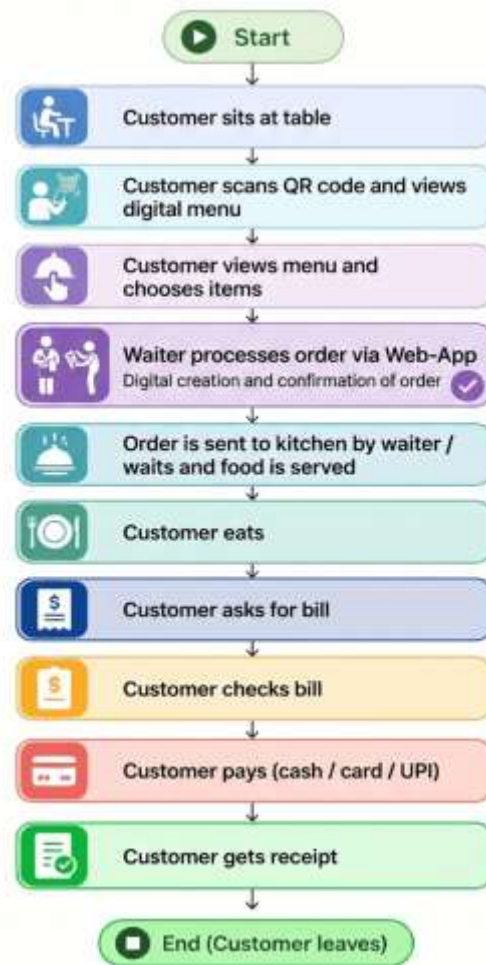 Start
Customer sits at table
Customer scans QR code and views
digital menu
Customer views menu and
chooses items
Waiter processes order via Web-App
Digital creation and confirmation of order
Order is sent to kitchen by waiter /
waits and food is served
Customer eats
$
Customer asks for bill
$
Customer checks bill
Customer pays (cash / card / UPI)
Customer gets receipt
End (Customer leaves)